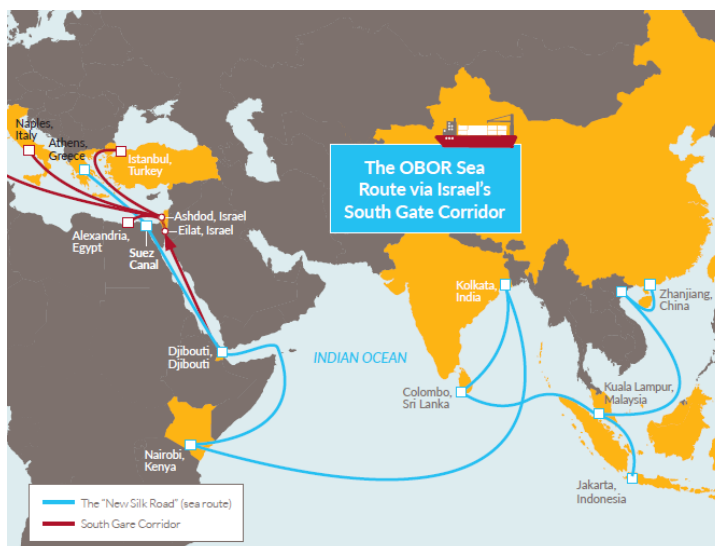 Naples,
Italy
Athens,
Greece
Istanbul,
Turkey
The OBOR Sea
Route via Israel's
South Gate Corridor
Ashdod, Israel
Eilat, Israel
Alexandria,
Egypt
Suez
Canal
Kolkata,
India
Zhanjiang,
China
Djibouti,
Djibouti
INDIAN OCEAN
Colombo,
Sri Lanka
Kuala Lampur,
Malaysia
Nairobi,
Kenya
Jakarta,
Indonesia
The "New Silk Road" (sea route)
South Gare Corridor